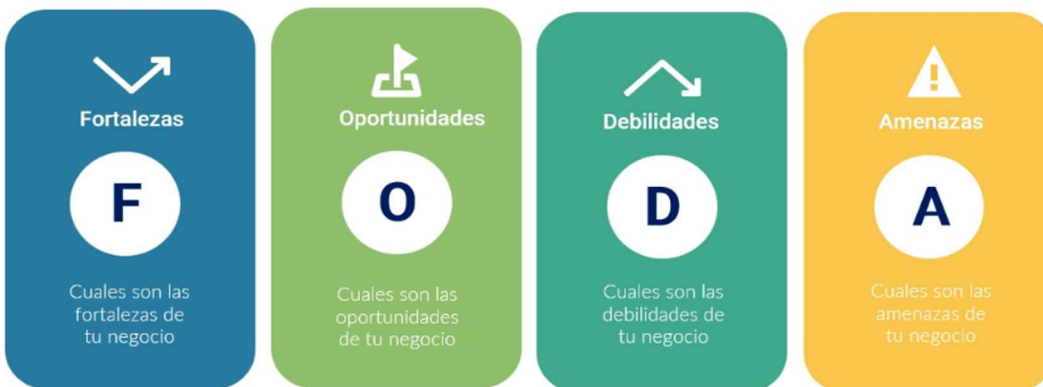 Fortalezas
F
Cuales son las
fortalezas de
tu negocio
Oportunidades
O
Cuales son las
oportunidades
de tu negocio
Debilidades
D
Cuales son las
debilidades de
tu negocio
Amenazas
A
Cuales son las
amenazas de
tu negocio